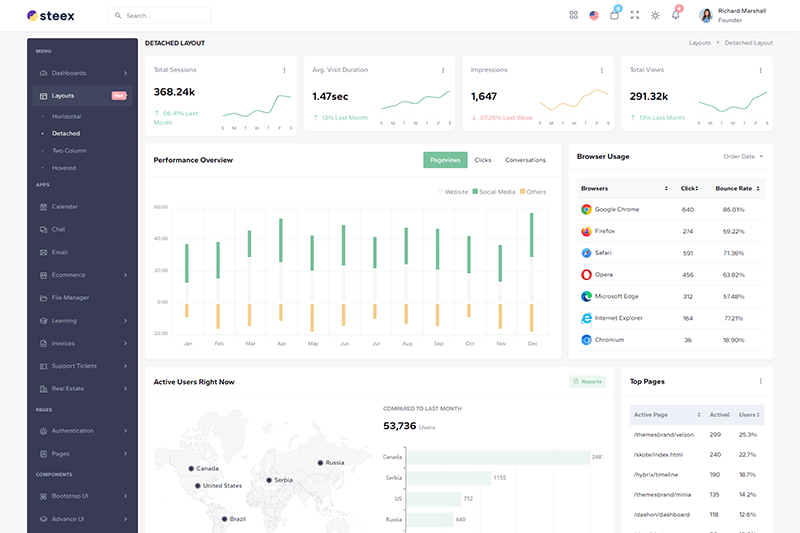 steex
Search...
5
4
Richard Marshall
Founder
MENU
Dashboards
Layouts
Hot
Horizontal
Detached
Two Column
Hovered
APPS
Calendar
Chat
Email
Ecommerce
File Manager
Learning
Invoices
Support Tickets
Real Estate
PAGES
Authentication
Pages
COMPONENTS
Bootstrap UI
Advance UI
DETACHED LAYOUT
Layouts > Detached Layout
Total Sessions
368.24k
↑ 06.41% Last Month
S M T W T F S
Avg. Visit Duration
1.47sec
↑ 13% Last Month
S M T W T F S
Impressions
1,647
↓ 07.26% Last Week
S M T W T F S
Total Views
291.32k
↑ 13% Last Month
S M T W T F S
Performance Overview
Pageviews Clicks Conversations
Website Social Media Others
60.00
40.00
20.00
0.00
-20.00
Jan Feb Mar Apr May Jun Jul Aug Sep Oct Nov Dec
Browser Usage
Order Date
Browsers Click Bounce Rate
Google Chrome 640 86.01%
Firefox 274 59.22%
Safari 591 71.36%
Opera 456 63.82%
Microsoft Edge 312 57.48%
Internet Explorer 164 77.21%
Chromium 36 18.90%
Active Users Right Now
Reports
Canada
United States
Brazil
Serbia
Russia
COMPARED TO LAST MONTH
53,736 Users
Canada
Serbia 1155
US 752
Russia 649
Top Pages
Active Page Active Users
/themesbrand/velzon 299 25.3%
/skote/index.html 240 22.7%
/hybrix/timeline 190 18.7%
/themesbrand/minia 135 14.2%
/dashon/dashboard 118 12.6%